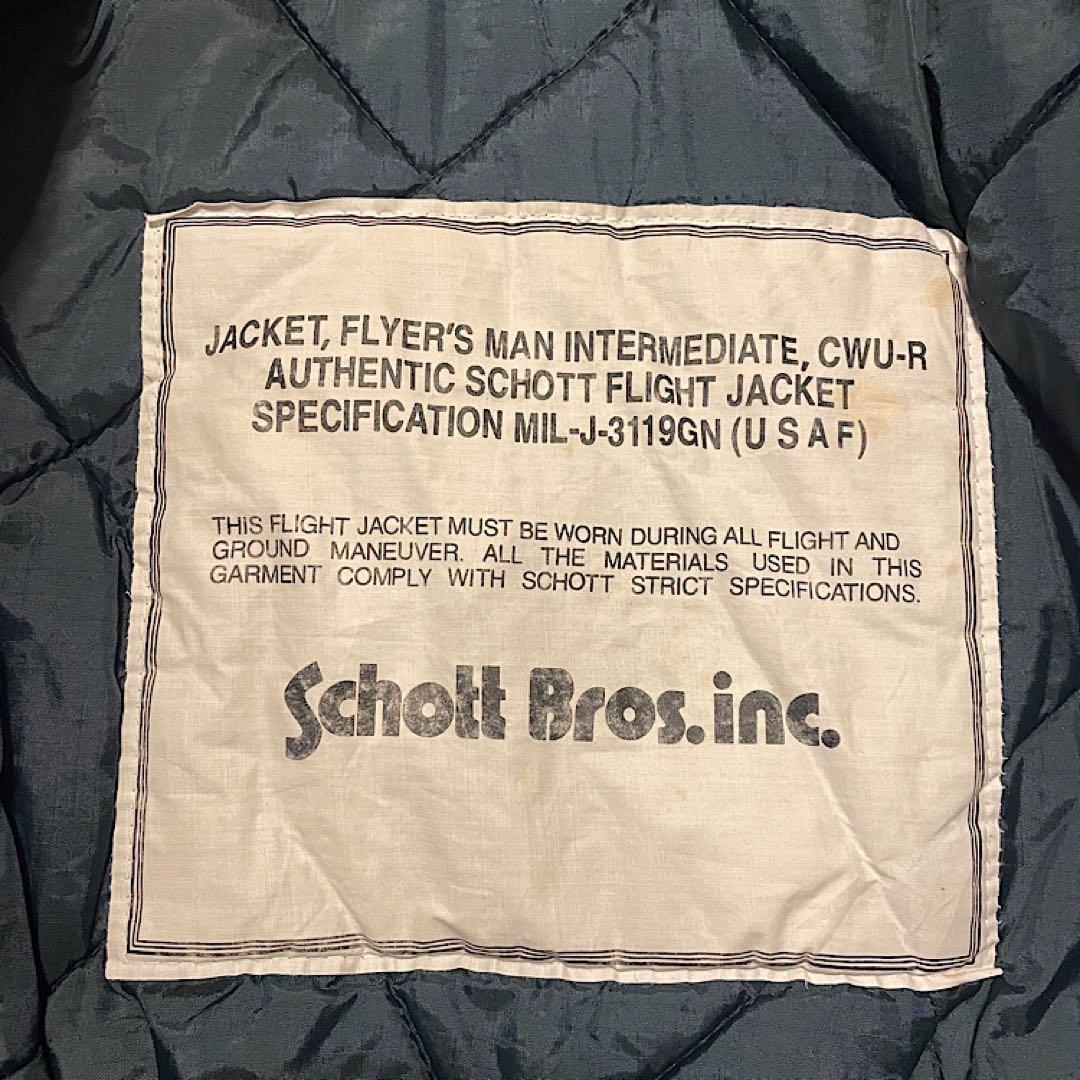 JACKET, FLYER'S MAN INTERMEDIATE, CWU-R
AUTHENTIC SCHOTT FLIGHT JACKET
SPECIFICATION MIL-J-3119GN (U S A F)
THIS FLIGHT JACKET MUST BE WORN DURING ALL FLIGHT AND
GROUND MANEUVER. ALL THE MATERIALS USED IN THIS
GARMENT COMPLY WITH SCHOTT STRICT SPECIFICATIONS.
Schott Bros. inc.